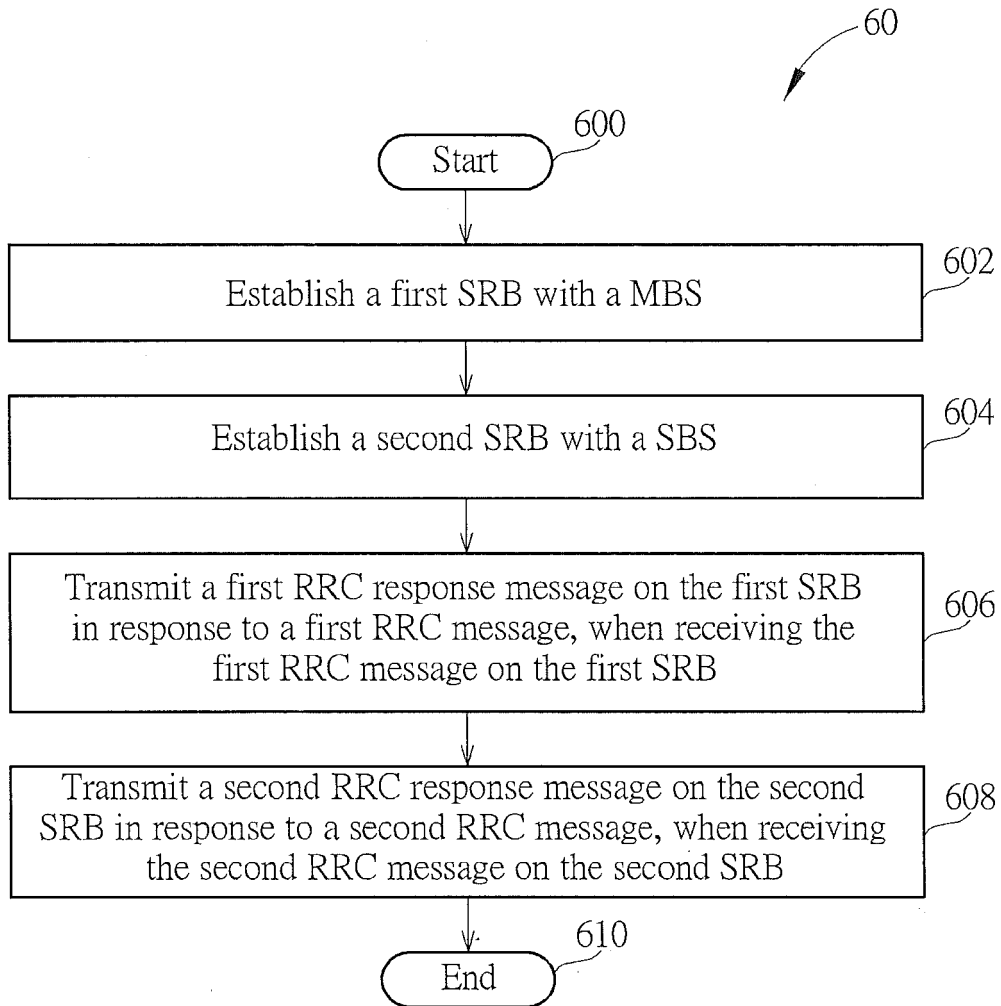 60
Start
600
Establish a first SRB with a MBS
602
Establish a second SRB with a SBS
604
Transmit a first RRC response message on the first SRB
in response to a first RRC message, when receiving the
first RRC message on the first SRB
606
Transmit a second RRC response message on the second
SRB in response to a second RRC message, when receiving
the second RRC message on the second SRB
608
End
610